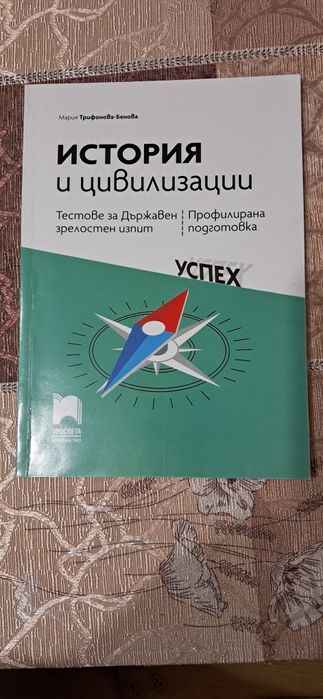 Мария Трифонова-Бенова
ИСТОРИЯ
и цивилизации
Тестове за Държавен
зрелостен изпит
Профилирана
подготовка
УСПЕХ
ПРОСВЕТА